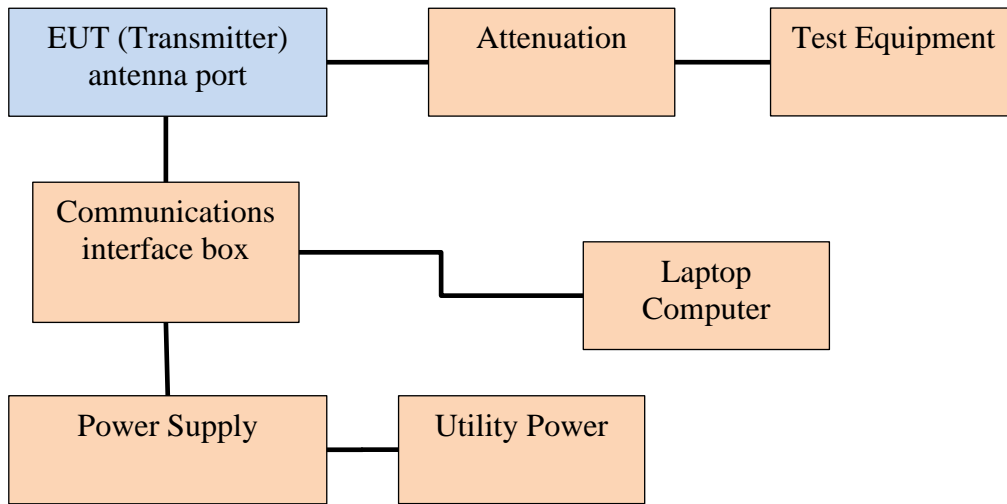 EUT (Transmitter)
antenna port
Attenuation
Test Equipment
Communications
interface box
Laptop
Computer
Power Supply
Utility Power